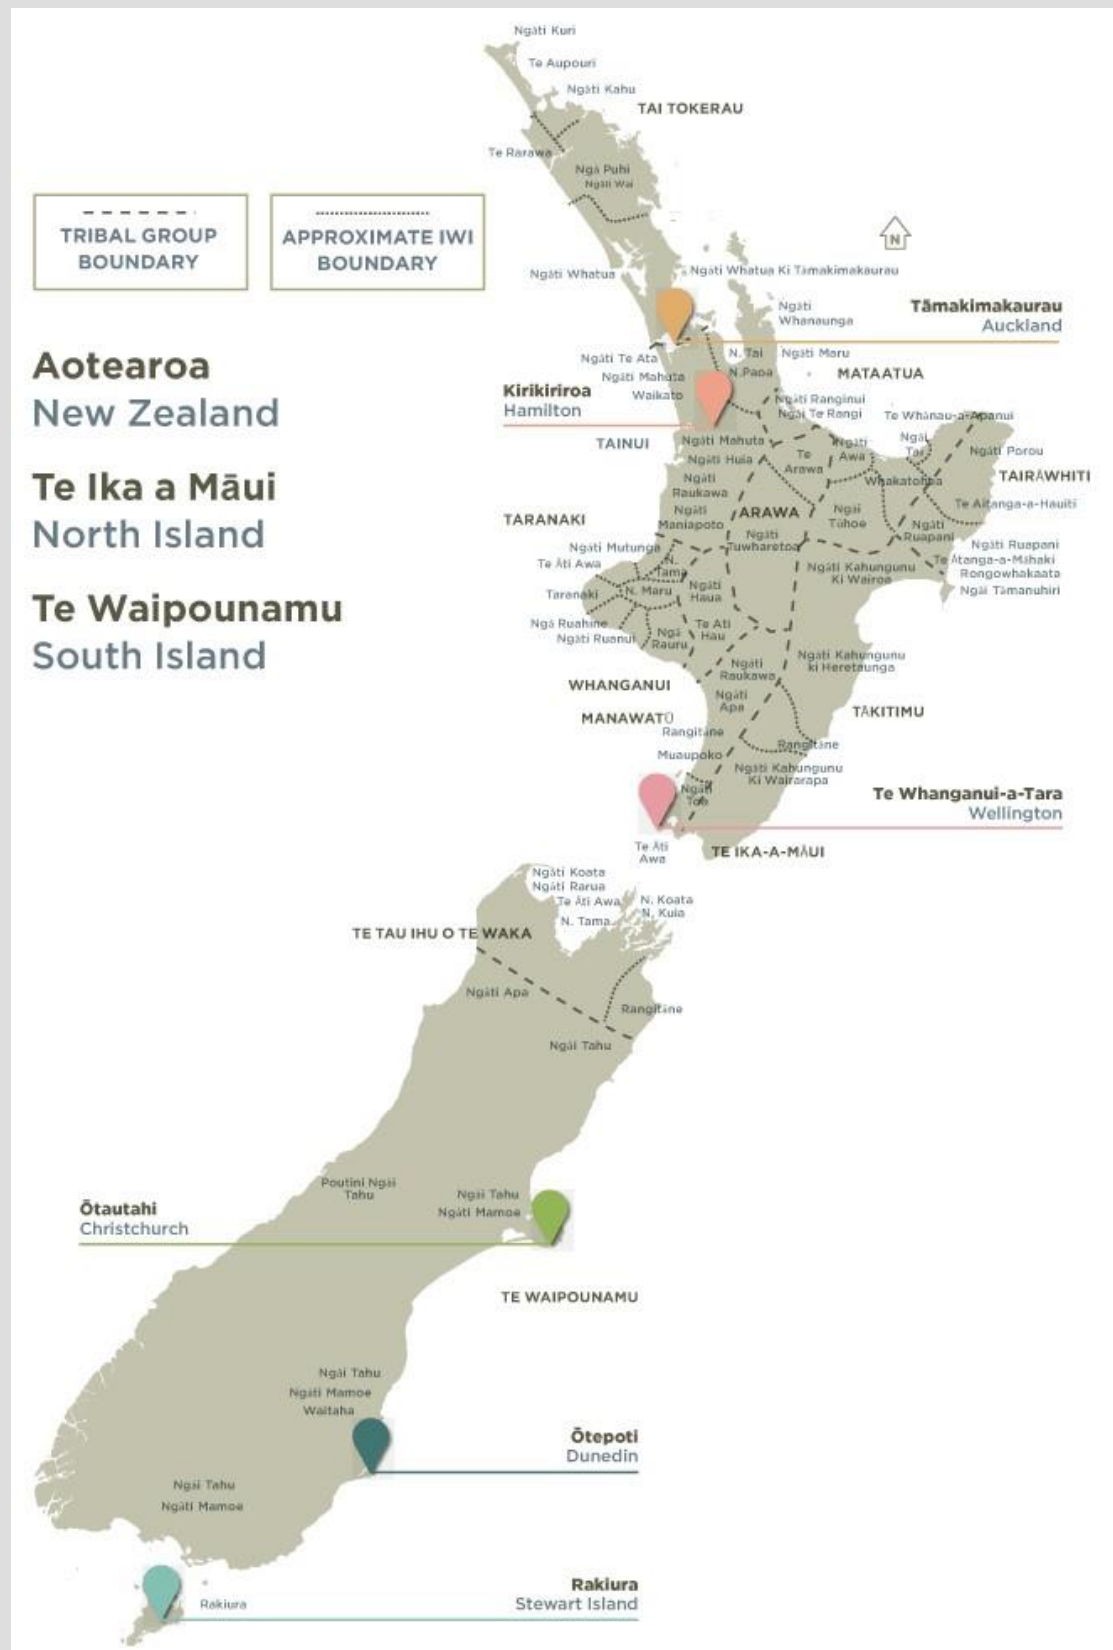 Ngāti Kuri
Te Aupouri
Ngāti Kahu
TAI TOKERAU
Te Rarawa
Ngā Puhi
Ngāti Wai
TRIBAL GROUP
BOUNDARY
APPROXIMATE IWI
BOUNDARY
N
Ngāti Whatua
Ngāti Whatua Ki Tāmakimakaurau
Ngāti
Whanaunga
Tāmakimakaurau
Auckland
Aotearoa
New Zealand
Te Ika a Māui
North Island
Te Waipounamu
South Island
Ngāti Te Ata
Ngāti Mahuta
Waikato
N. Tai
N.Paoa
Ngāti Maru
MATAATUA
Kirikiriroa
Hamilton
Ngāti Ranginui
Ngāi Te Rangi
Te Whānau-a-Apanui
TAINUI
Ngāti Mahuta
Ngāti Huia
Ngāti
Raukawa
Ngāti
Maniapoto
Te
Arawa
Ngāti
Awa
Ngāi
Tai
Ngāti Porou
Whakatohea
TAIRĀWHITI
Te Aitanga-a-Hauiti
TARANAKI
ARAWA
Ngāi
Tūhoe
Ngāti
Ruapani
Ngāti
Tuwharetoa
Ngāti Mutunga
Te Āti Awa
N.
Tama
Ngāti Ruapani
Te Ātanga-a-Māhaki
Rongowhakaata
Ngāi Tāmanuhiri
Ngāti Kahungunu
Ki Wairoa
Taranaki
N. Maru
Ngāti
Haua
Ngā Ruahine
Ngāti Ruanui
Ngā
Rauru
Te Ati
Hau
Ngāti Kahungunu
ki Heretaunga
Ngāti
Raukawa
WHANGANUI
Ngāti
Apa
MANAWATŪ
TĀKITIMU
Rangitāne
Rangitāne
Muaupoko
Ngāti Kahungunu
Ki Wairarapa
Ngāti
Toa
Te Whanganui-a-Tara
Wellington
Te Āti
Awa
TE IKA-A-MĀUI
Ngāti Koata
Ngāti Rarua
Te Āti Awa
N. Tama
N. Koata
N. Kuia
TE TAU IHU O TE WAKA
Ngāti Apa
Rangitāne
Ngāi Tahu
Poutini Ngāi
Tahu
Ngāi Tahu
Ngāti Mamoe
Ōtautahi
Christchurch
TE WAIPOUNAMU
Ngāi Tahu
Ngāti Mamoe
Waitaha
Ōtepoti
Dunedin
Ngāi Tahu
Ngāti Mamoe
Rakiura
Rakiura
Stewart Island